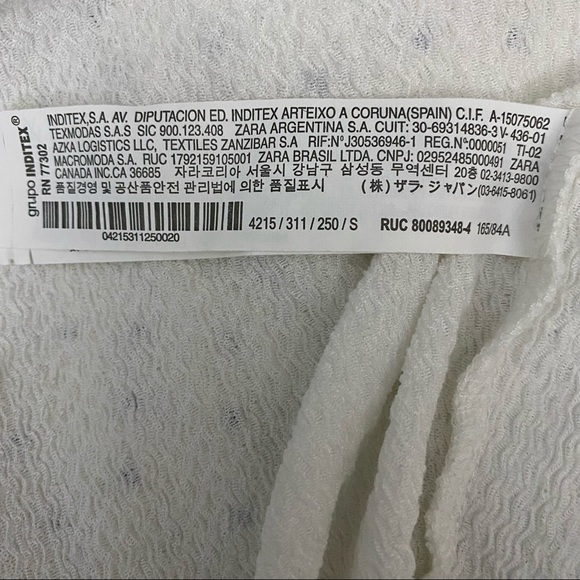 grupo INDITEX®
RN 77302
INDITEX,S.A. AV. DIPUTACION ED. INDITEX ARTEIXO A CORUNA(SPAIN) C.I.F. A-15075062
TEXMODAS S.A.S SIC 900.123.408 ZARA ARGENTINA S.A. CUIT: 30-69314836-3 V-436-01
AZKA LOGISTICS LLC, TEXTILES ZANZIBAR S.A RIF:N°J30536946-1 REG.N°0000051 TI-02
MACROMODA S.A. RUC 1792159105001 ZARA BRASIL LTDA. CNPJ: 02952485000491 ZARA
CANADA INC.CA 36685 자라코리아 서울시 강남구 삼성동 무역센터 20층 02-3413-9800
품질경영 및 공산품안전 관리법에 의한 품질표시 (株) ザラ・ジャパン(03-6415-8061)
04215311250020
4215 / 311 / 250 / S RUC 80089348-4 165/84A